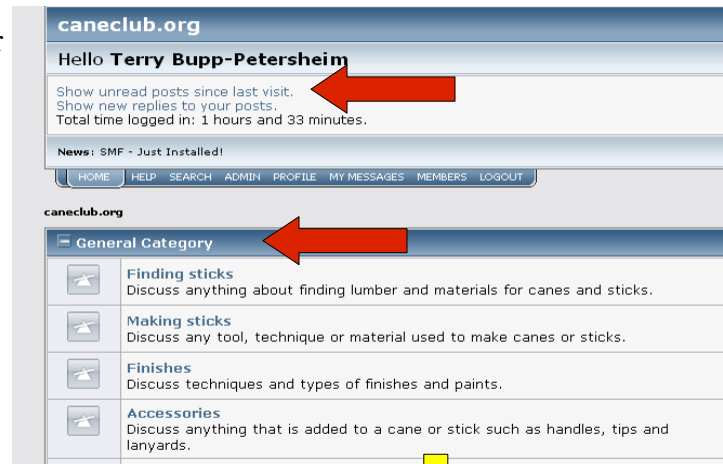 caneclub.org
Hello Terry Bupp-Petersheim
Show unread posts since last visit.
Show new replies to your posts.
Total time logged in: 1 hours and 33 minutes.
News: SMF - Just Installed!
HOME HELP SEARCH ADMIN PROFILE MY MESSAGES MEMBERS LOGOUT
caneclub.org
General Category
Finding sticks
Discuss anything about finding lumber and materials for canes and sticks.
Making sticks
Discuss any tool, technique or material used to make canes or sticks.
Finishes
Discuss techniques and types of finishes and paints.
Accessories
Discuss anything that is added to a cane or stick such as handles, tips and
lanyards.